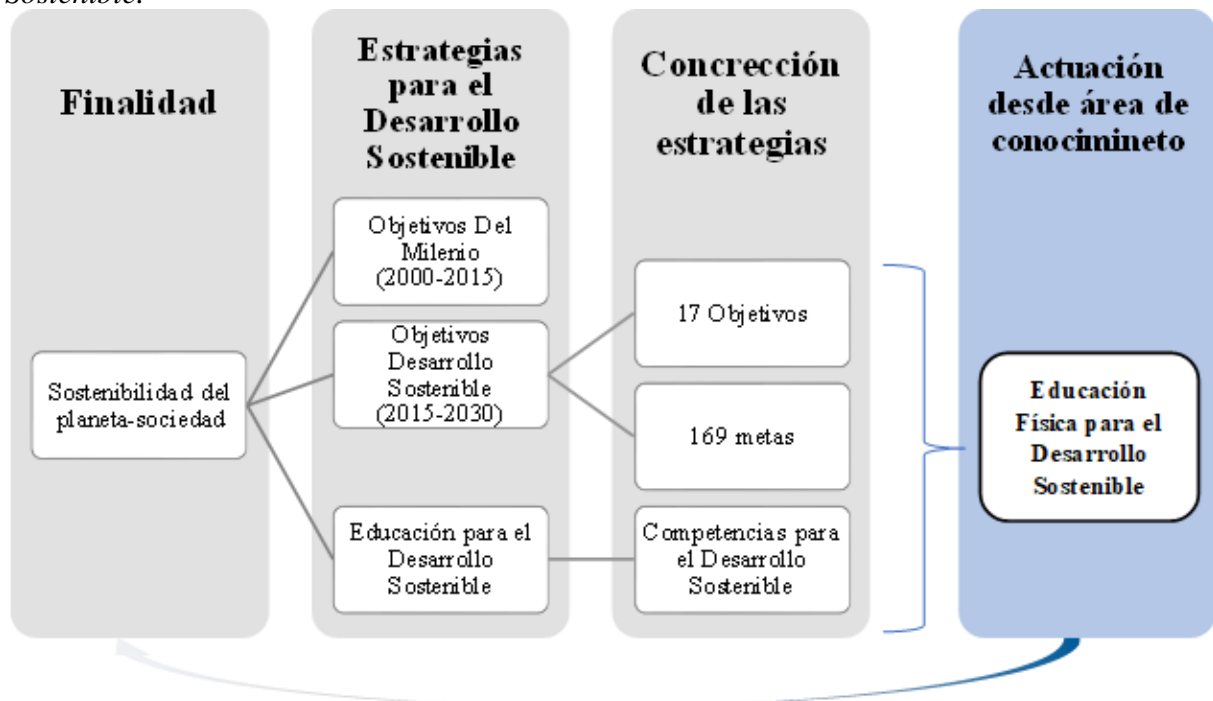 Sostenible.
Finalidad
Estrategias
para el
Desarrollo
Sostenible
Concrección
de las
estrategias
Actuación
desde área de
conocimineto
Sostenibilidad del
planeta-sociedad
Objetivos Del
Milenio
(2000-2015)
Objetivos
Desarrollo
Sostenible
(2015-2030)
Educación para el
Desarrollo
Sostenible
17 Objetivos
169 metas
Competencias para
el Desarrollo
Sostenible
Educación
Física para el
Desarrollo
Sostenible